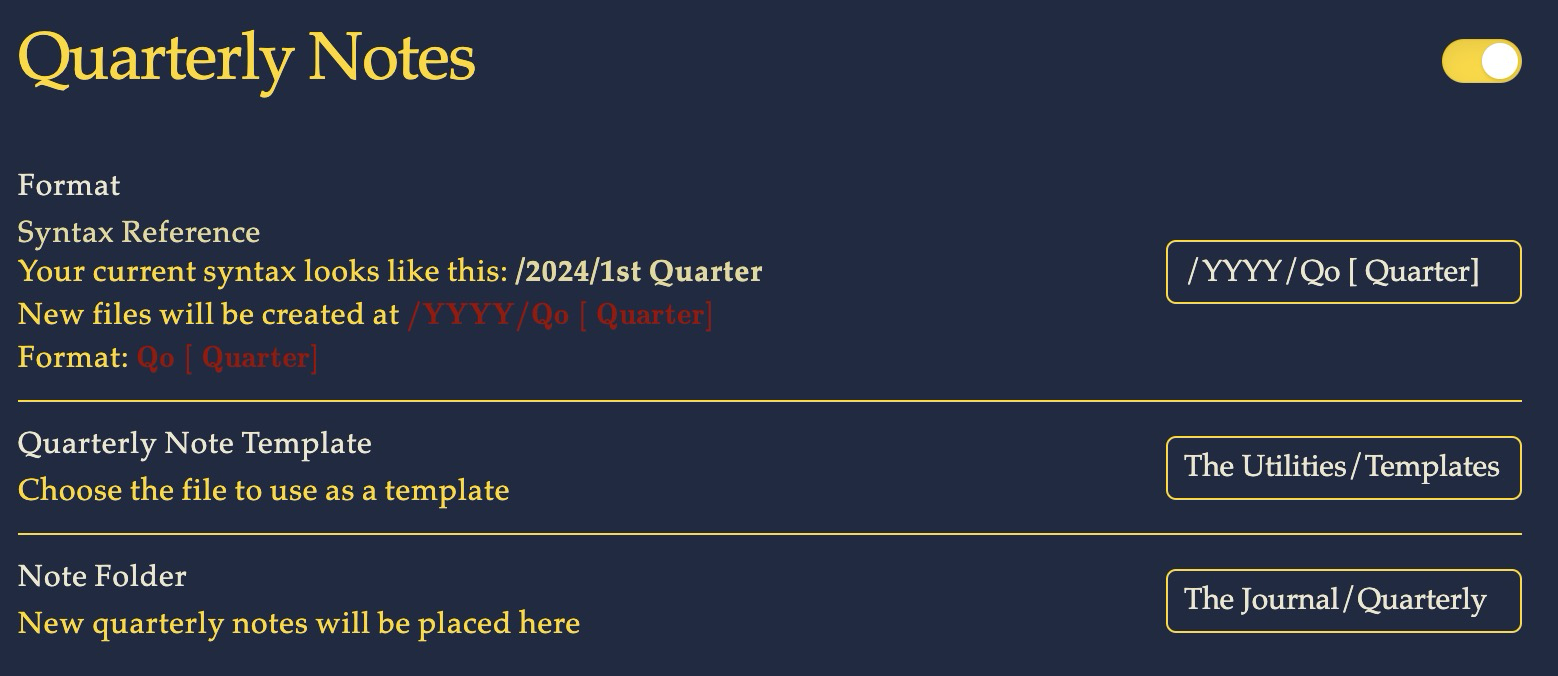 Quarterly Notes
Format
Syntax Reference
Your current syntax looks like this: /2024/1st Quarter
New files will be created at /YYYY/Qo [ Quarter]
Format: Qo [ Quarter]
/YYYY/Qo [ Quarter]
Quarterly Note Template
Choose the file to use as a template
The Utilities/Templates
Note Folder
New quarterly notes will be placed here
The Journal/Quarterly